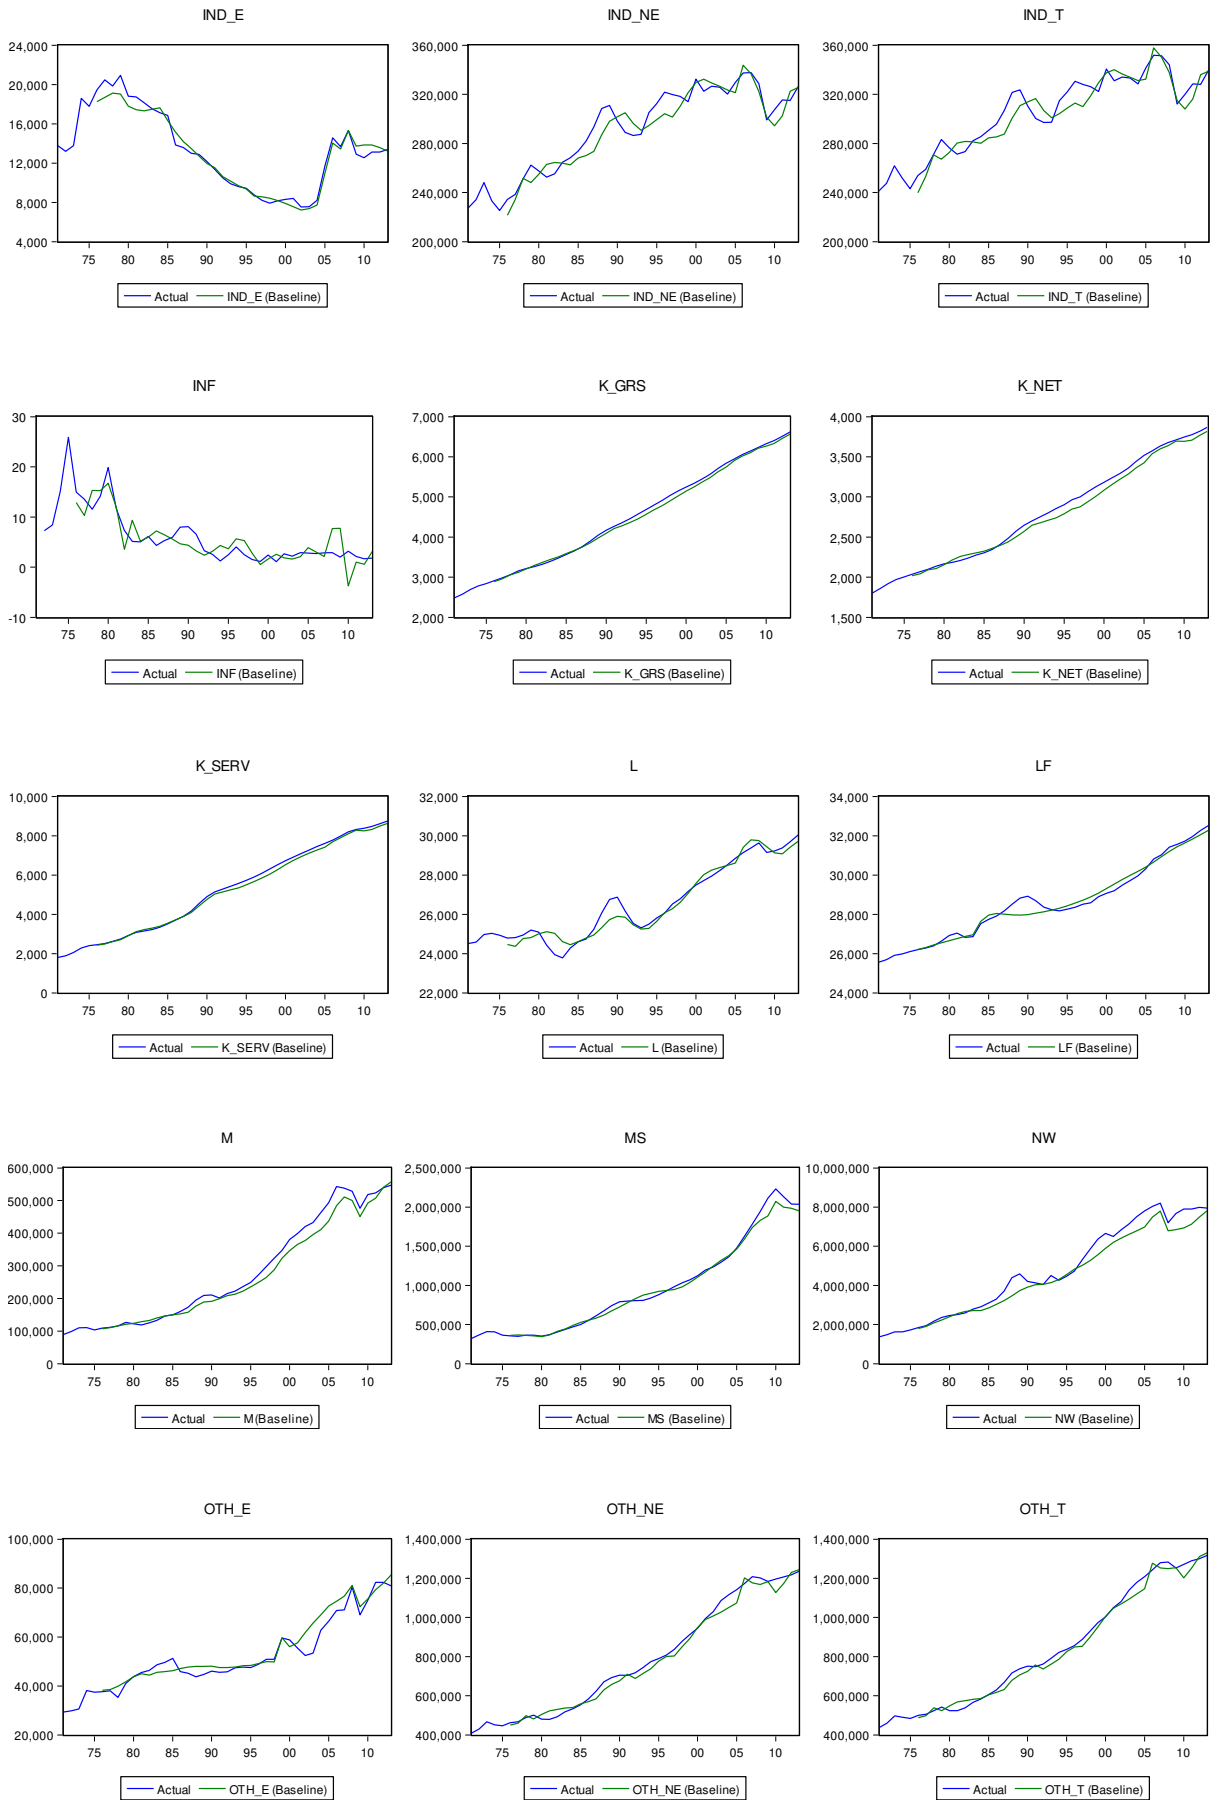 IND_E
IND_NE
IND_T
24,000
20,000
16,000
12,000
8,000
4,000
75 80 85 90 95 00 05 10
Actual IND_E (Baseline)
360,000
320,000
280,000
240,000
200,000
75 80 85 90 95 00 05 10
Actual IND_NE (Baseline)
360,000
320,000
280,000
240,000
200,000
75 80 85 90 95 00 05 10
Actual IND_T (Baseline)
INF
K_GRS
K_NET
30
20
10
0
-10
75 80 85 90 95 00 05 10
Actual INF (Baseline)
7,000
6,000
5,000
4,000
3,000
2,000
75 80 85 90 95 00 05 10
Actual K_GRS (Baseline)
4,000
3,500
3,000
2,500
2,000
1,500
75 80 85 90 95 00 05 10
Actual K_NET (Baseline)
K_SERV
L
LF
10,000
8,000
6,000
4,000
2,000
0
75 80 85 90 95 00 05 10
Actual K_SERV (Baseline)
32,000
30,000
28,000
26,000
24,000
22,000
75 80 85 90 95 00 05 10
Actual L (Baseline)
34,000
32,000
30,000
28,000
26,000
24,000
75 80 85 90 95 00 05 10
Actual LF (Baseline)
M
MS
NW
600,000
500,000
400,000
300,000
200,000
100,000
0
75 80 85 90 95 00 05 10
Actual M (Baseline)
2,500,000
2,000,000
1,500,000
1,000,000
500,000
0
75 80 85 90 95 00 05 10
Actual MS (Baseline)
10,000,000
8,000,000
6,000,000
4,000,000
2,000,000
0
75 80 85 90 95 00 05 10
Actual NW (Baseline)
OTH_E
OTH_NE
OTH_T
100,000
80,000
60,000
40,000
20,000
75 80 85 90 95 00 05 10
Actual OTH_E (Baseline)
1,400,000
1,200,000
1,000,000
800,000
600,000
400,000
75 80 85 90 95 00 05 10
Actual OTH_NE (Baseline)
1,400,000
1,200,000
1,000,000
800,000
600,000
400,000
75 80 85 90 95 00 05 10
Actual OTH_T (Baseline)